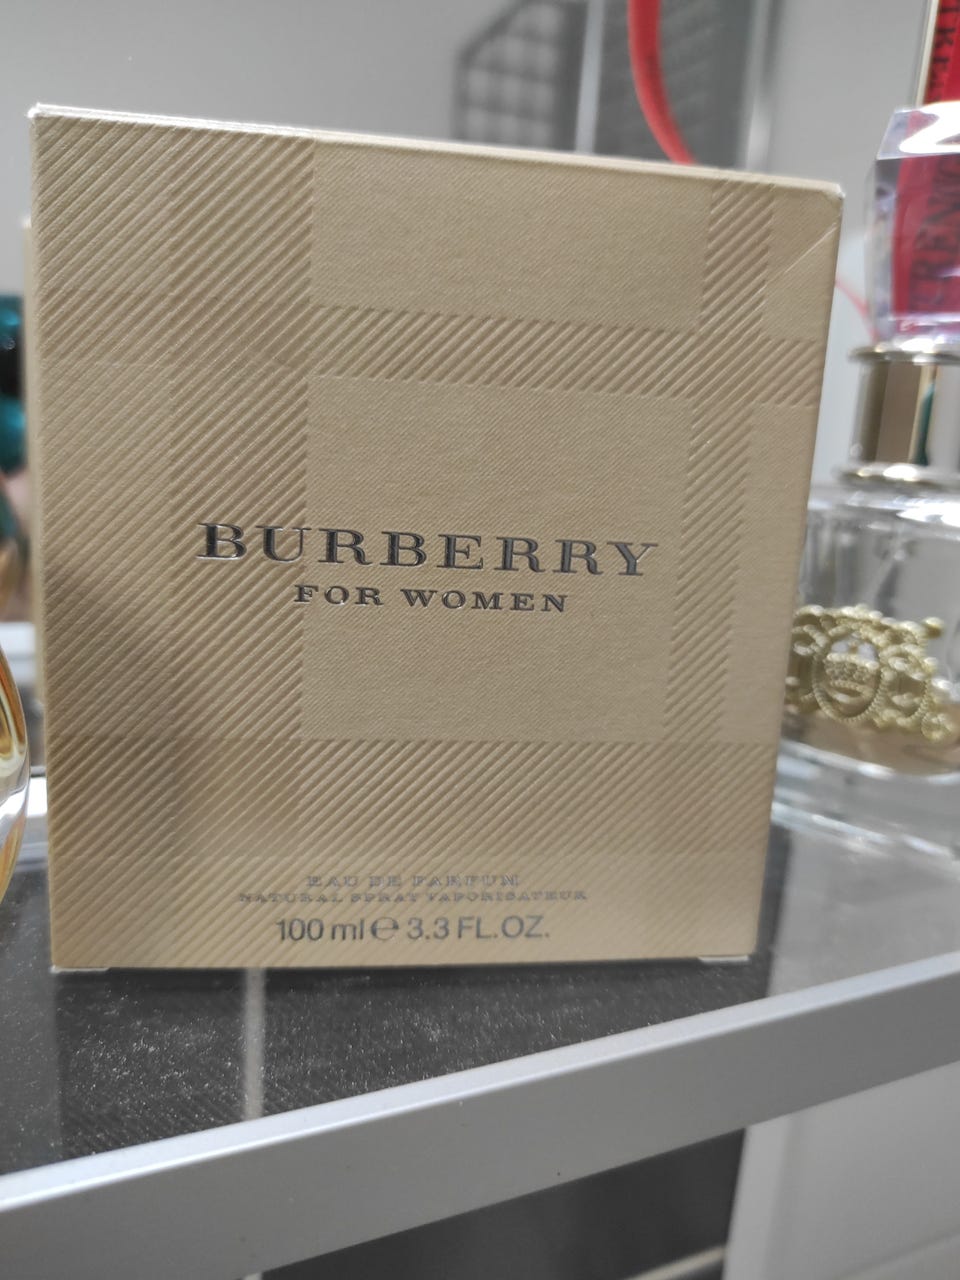 BURBERRY
FOR WOMEN
EAU DE PARFUM
NATURAL SPRAY VAPORISATEUR
100 ml ℮ 3.3 FL.OZ.